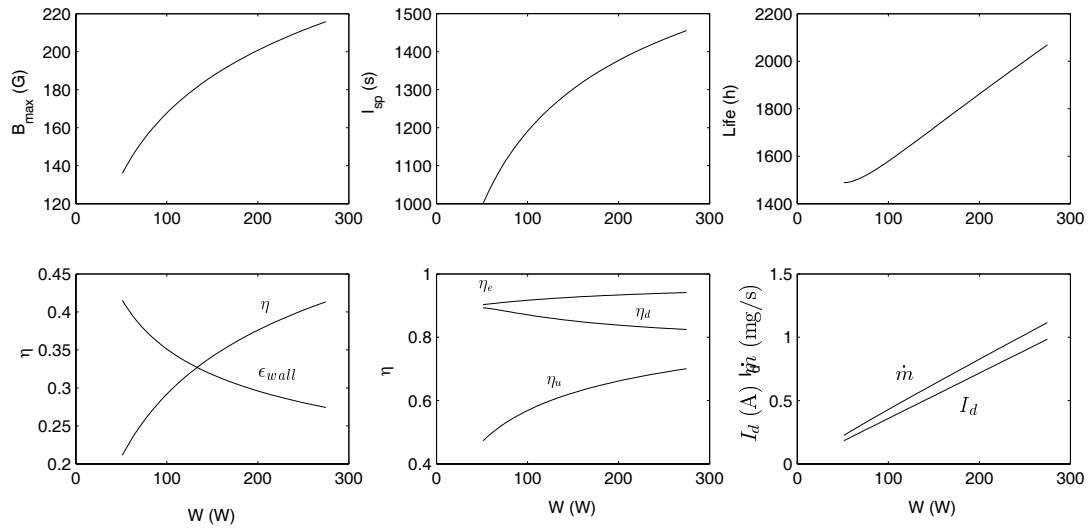 220
200
180
160
140
120
B_max (G)
0 100 200 300
1500
1400
1300
1200
1100
1000
I_sp (s)
0 100 200 300
2200
2000
1800
1600
1400
Life (h)
0 100 200 300
0.45
0.4
0.35
0.3
0.25
0.2
η
η
ϵ_wall
0 100 200 300
W (W)
1
0.8
0.6
0.4
η
η_e
η_d
η_u
0 100 200 300
W (W)
1.5
1
0.5
0
I_d (A) ṁ (mg/s)
ṁ
I_d
0 100 200 300
W (W)